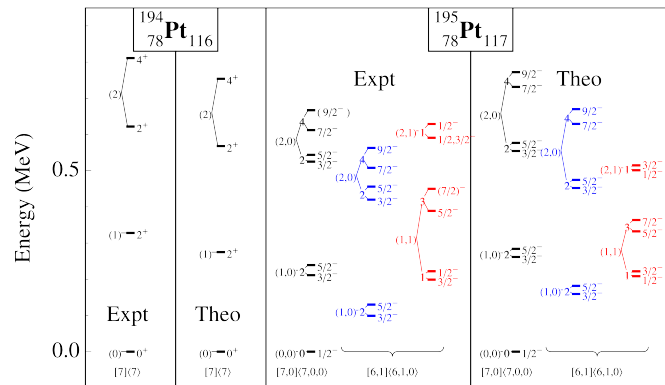 194
78 Pt 116
195
78 Pt 117
Energy (MeV)
0.5
0.0
(2) 4+
2+
(1) 2+
(0) 0+
Expt
[7](7)
(2) 4+
2+
(1) 2+
(0) 0+
Theo
[7](7)
Expt
(2,0) 4 (9/2−)
7/2−
2 5/2−
3/2−
(1,0) 2 5/2−
3/2−
(0,0) 0 1/2−
[7,0](7,0,0)
(2,0) 4 9/2−
7/2−
2 5/2−
3/2−
(1,0) 2 5/2−
3/2−
(2,1) 1 1/2−
1/2,3/2−
(1,1) 3 (7/2)−
5/2−
1 1/2−
3/2−
[6,1](6,1,0)
Theo
(2,0) 4 9/2−
7/2−
2 5/2−
3/2−
(1,0) 2 5/2−
3/2−
(0,0) 0 1/2−
[7,0](7,0,0)
(2,0) 4 9/2−
7/2−
2 5/2−
3/2−
(1,0) 2 5/2−
3/2−
(2,1) 1 3/2−
1/2−
(1,1) 3 7/2−
5/2−
1 3/2−
1/2−
[6,1](6,1,0)